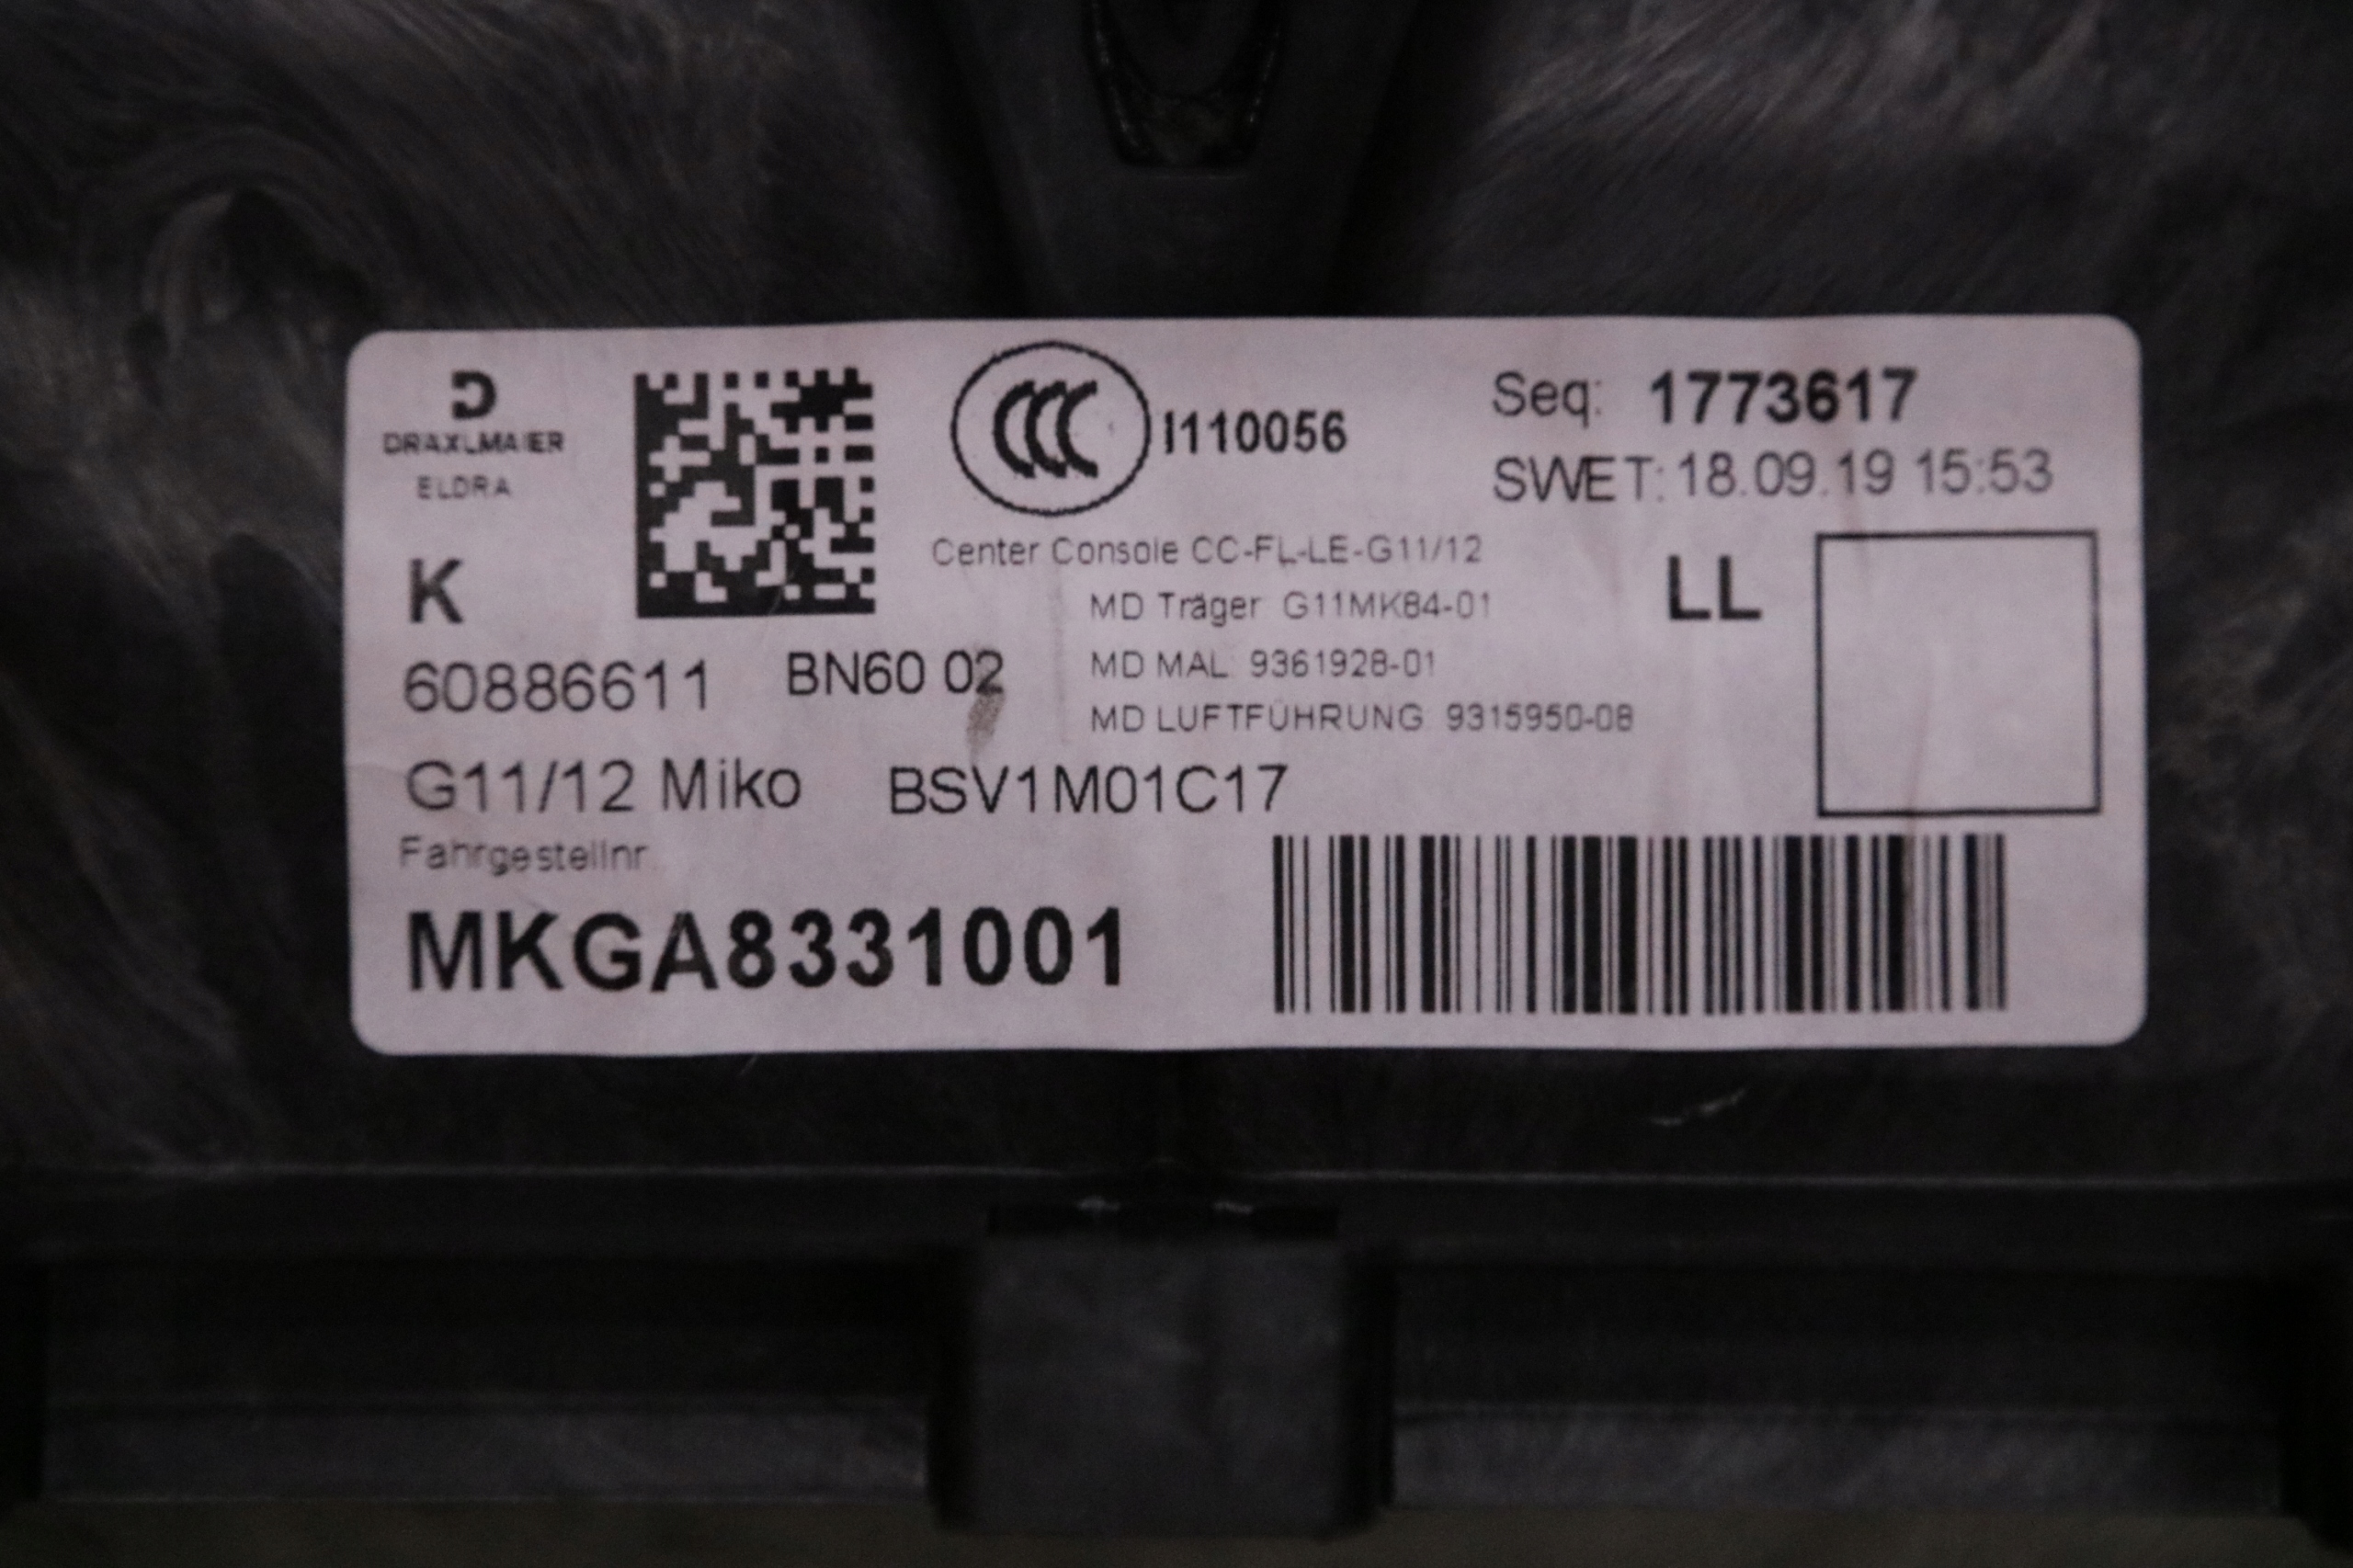 DRAXLMAIER
ELDRA
CCC I110056
Seq: 1773617
SWET: 18.09.19 15:53
Center Console CC-FL-LE-G11/12
K
MD Träger G11MK84-01
LL
60886611 BN60 02
MD MAL 9361928-01
MD LUFTFÜHRUNG 9315950-08
G11/12 Miko BSV1M01C17
Fahrgestellnr.
MKGA8331001